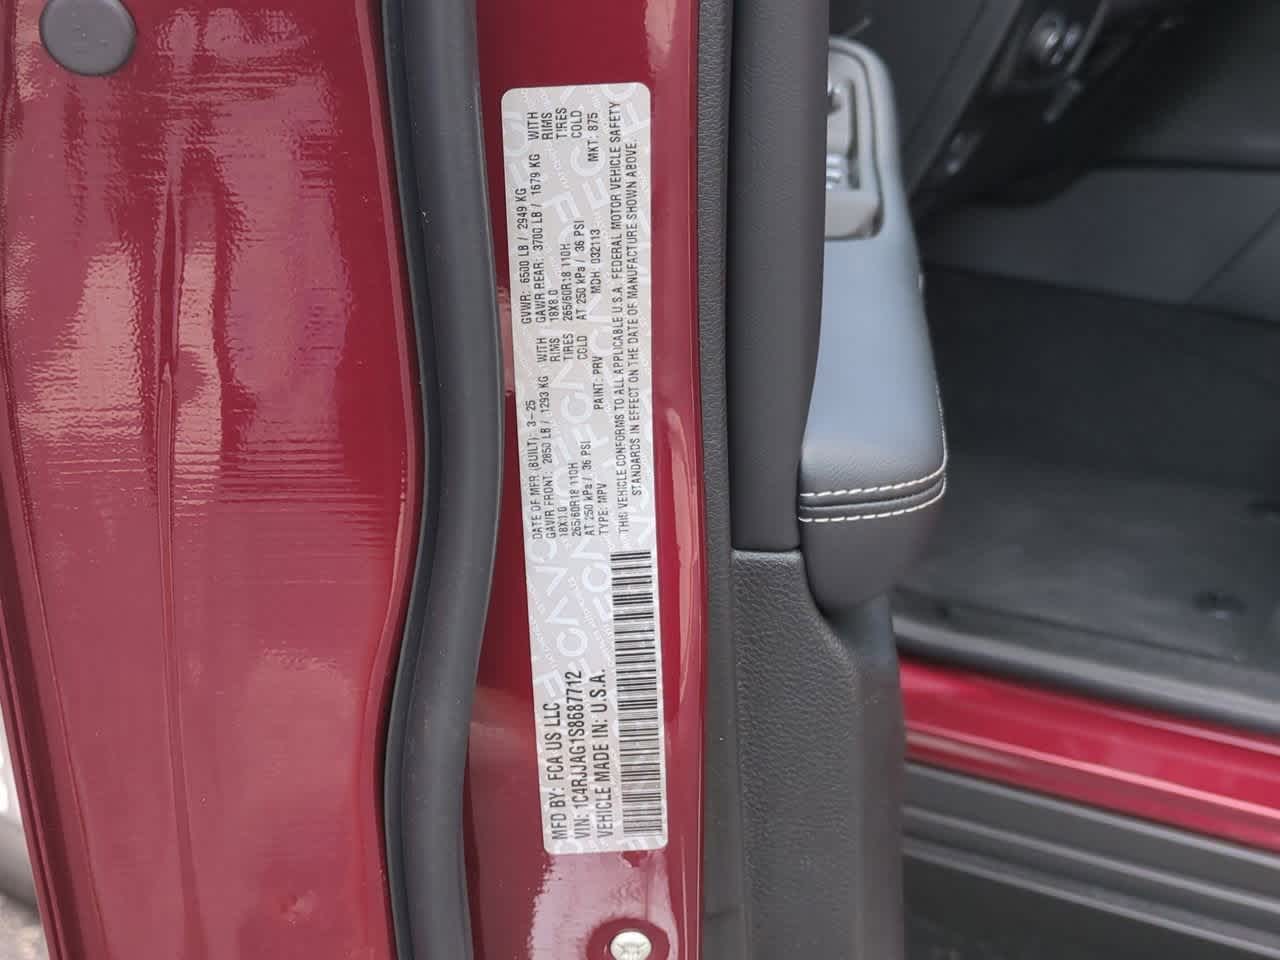 MFD BY: FCA US LLC
VIN: 1C4RJJAG1S8687712
VEHICLE MADE IN: U.S.A.
DATE OF MFR (BUILT): 3-25 GVWR: 6500 LB / 2949 KG
GAWR FRONT: 2850 LB / 1293 KG WITH GAWR REAR: 3700 LB / 1679 KG WITH
18X8.0 RIMS 18X8.0 RIMS
265/60R18 110H TIRES 265/60R18 110H TIRES
AT 250 kPa / 36 PSI COLD AT 250 kPa / 36 PSI COLD
TYPE: MPV PAINT: PRV MDH: 032113 MKT: 875
THIS VEHICLE CONFORMS TO ALL APPLICABLE U.S.A. FEDERAL MOTOR VEHICLE SAFETY
STANDARDS IN EFFECT ON THE DATE OF MANUFACTURE SHOWN ABOVE.